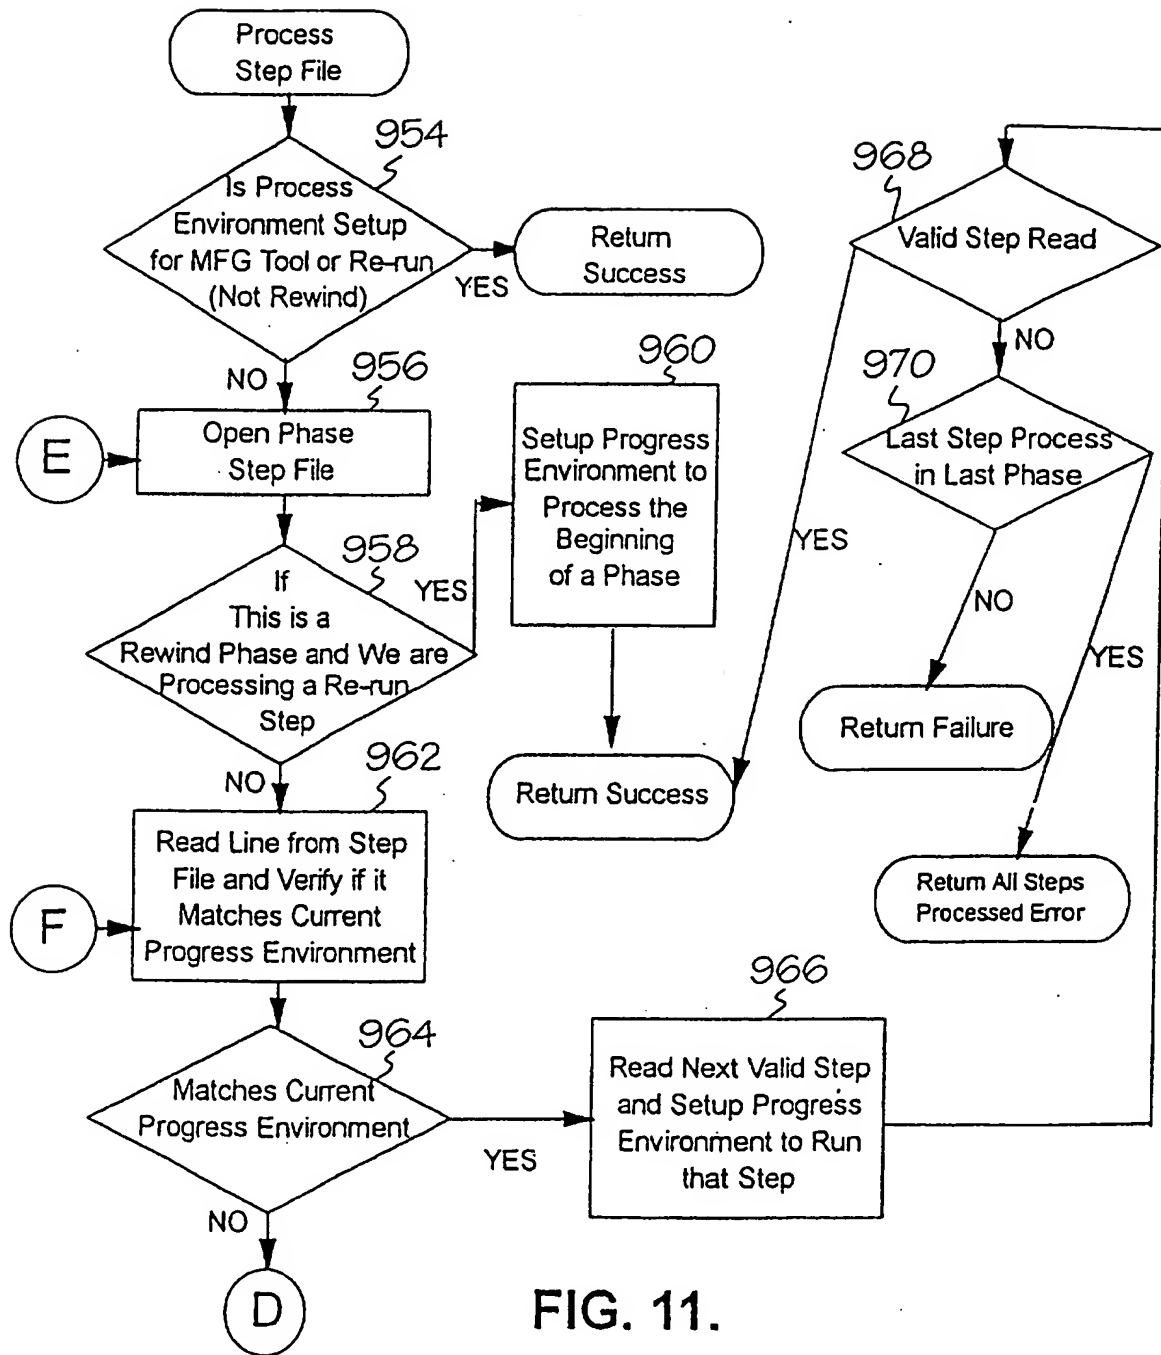 Process
Step File
954
Is Process
Environment Setup
for MFG Tool or Re-run
(Not Rewind)
YES
Return
Success
NO
956
E
Open Phase
Step File
958
If
This is a
Rewind Phase and We are
Processing a Re-run
Step
YES
960
Setup Progress
Environment to
Process the
Beginning
of a Phase
Return Success
NO
962
F
Read Line from Step
File and Verify if it
Matches Current
Progress Environment
964
Matches Current
Progress Environment
YES
NO
D
966
Read Next Valid Step
and Setup Progress
Environment to Run
that Step
968
Valid Step Read
YES
NO
970
Last Step Process
in Last Phase
NO
YES
Return Failure
Return All Steps
Processed Error
FIG. 11.